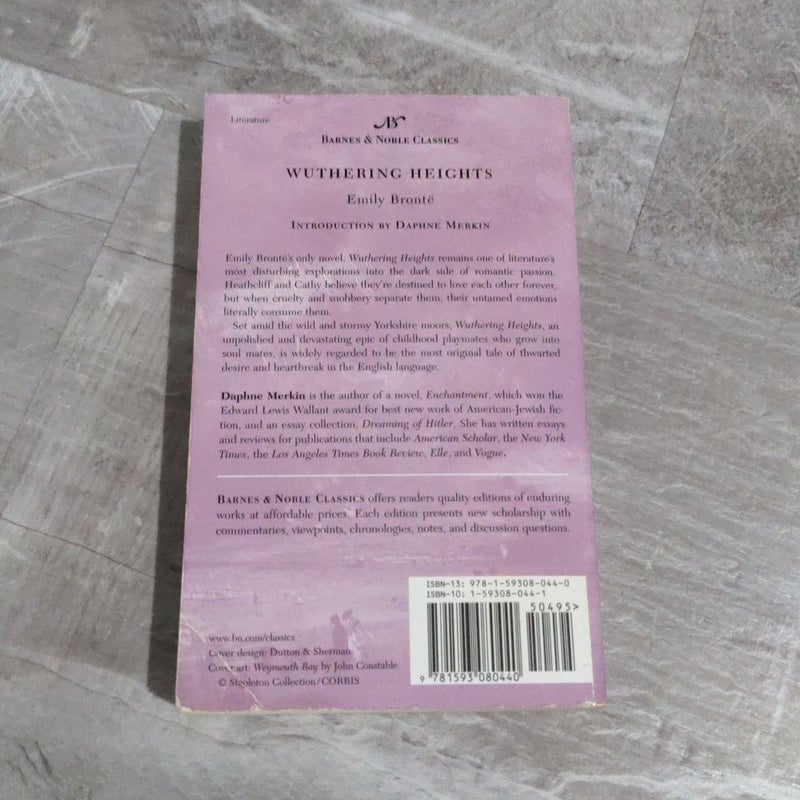 Literature
BARNES & NOBLE CLASSICS
WUTHERING HEIGHTS
Emily Brontë
INTRODUCTION BY DAPHNE MERKIN
Emily Brontë's only novel, Wuthering Heights remains one of literature's
most disturbing explorations into the dark side of romantic passion.
Heathcliff and Cathy believe they're destined to love each other forever,
but when cruelty and snobbery separate them, their untamed emotions
literally consume them.
Set amid the wild and stormy Yorkshire moors, Wuthering Heights, an
unpolished and devastating epic of childhood playmates who grow into
soul mates, is widely regarded to be the most original tale of thwarted
desire and heartbreak in the English language.
Daphne Merkin is the author of a novel, Enchantment, which won the
Edward Lewis Wallant award for best new work of American-Jewish fic-
tion, and an essay collection, Dreaming of Hitler. She has written essays
and reviews for publications that include American Scholar, the New York
Times, the Los Angeles Times Book Review, Elle, and Vogue.
BARNES & NOBLE CLASSICS offers readers quality editions of enduring
works at affordable prices. Each edition presents new scholarship with
commentaries, viewpoints, chronologies, notes, and discussion questions.
ISBN-13: 978-1-59308-044-0
ISBN-10: 1-59308-044-1
50495>
9 781593 080440
www.bn.com/classics
Cover design: Dutton & Sherman
Cover art: Weymouth Bay by John Constable
© Stapleton Collection/CORBIS